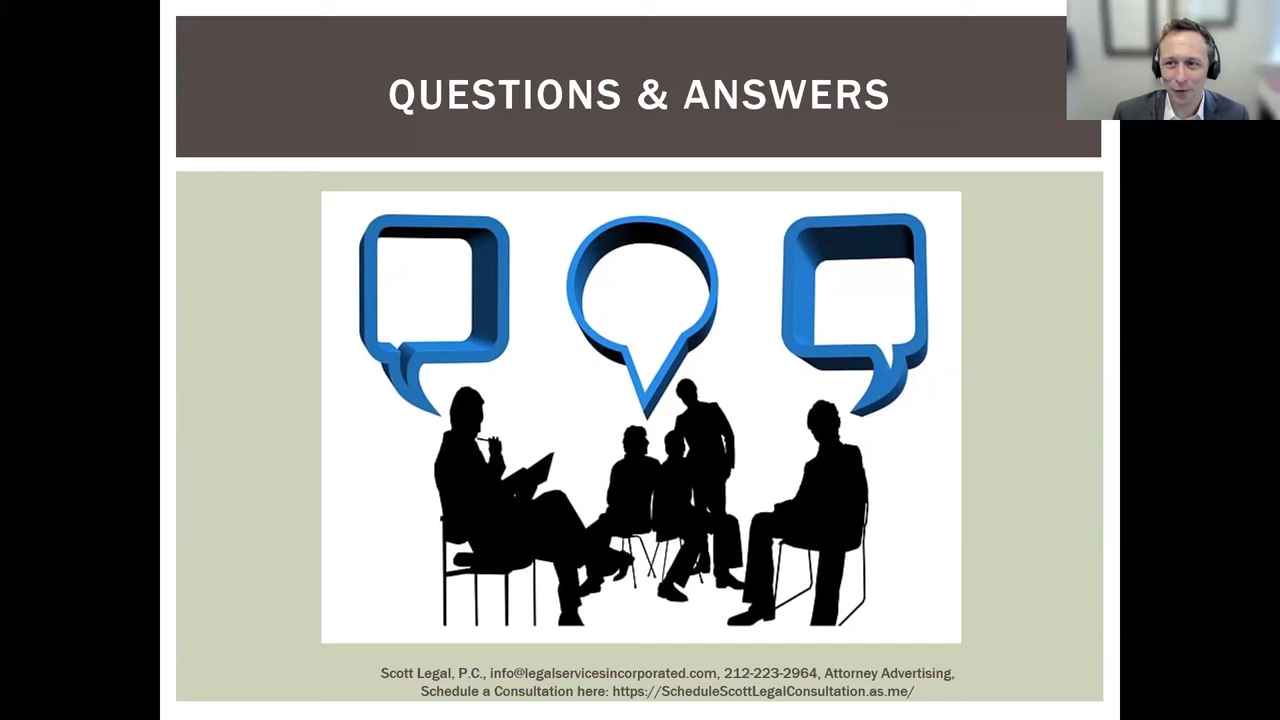 QUESTIONS & ANSWERS
Scott Legal, P.C., info@legalservicesincorporated.com, 212-223-2964, Attorney Advertising,
Schedule a Consultation here: https://ScheduleScottLegalConsultation.as.me/